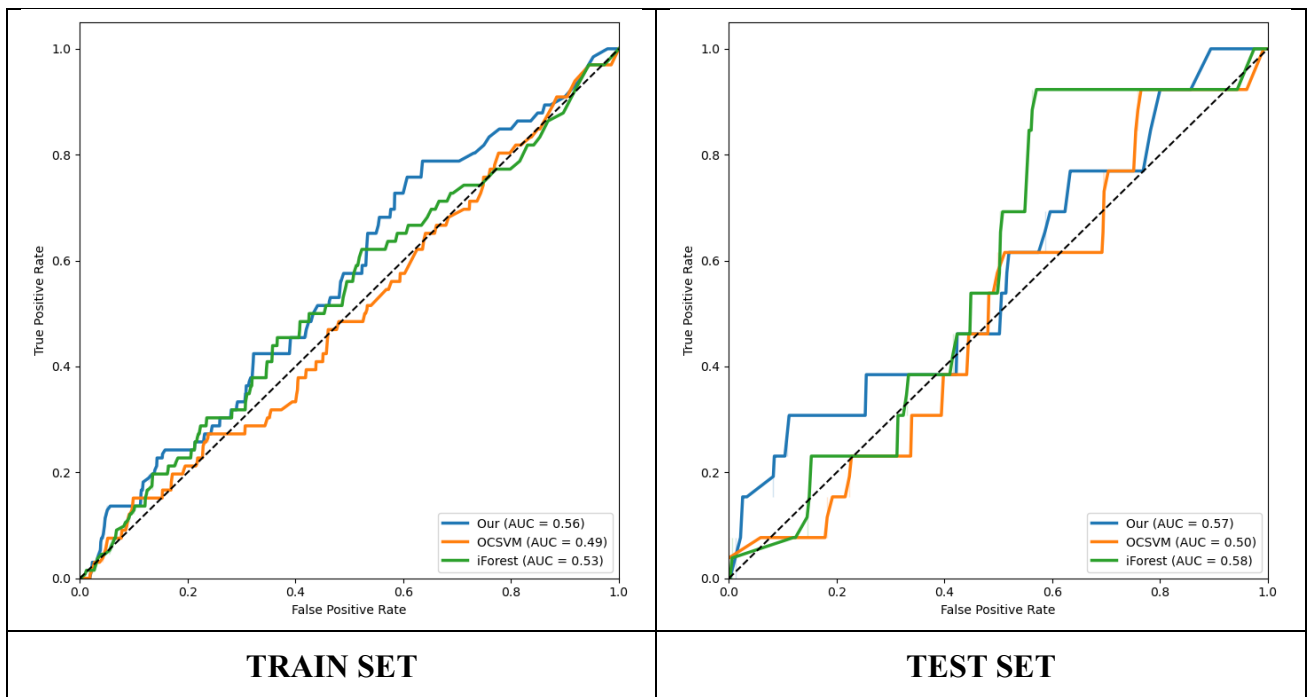 1.0
0.8
0.6
0.4
0.2
0.0
True Positive Rate
0.0 0.2 0.4 0.6 0.8 1.0
False Positive Rate
Our (AUC = 0.56)
OCSVM (AUC = 0.49)
iForest (AUC = 0.53)
TRAIN SET
1.0
0.8
0.6
0.4
0.2
0.0
True Positive Rate
0.0 0.2 0.4 0.6 0.8 1.0
False Positive Rate
Our (AUC = 0.57)
OCSVM (AUC = 0.50)
iForest (AUC = 0.58)
TEST SET